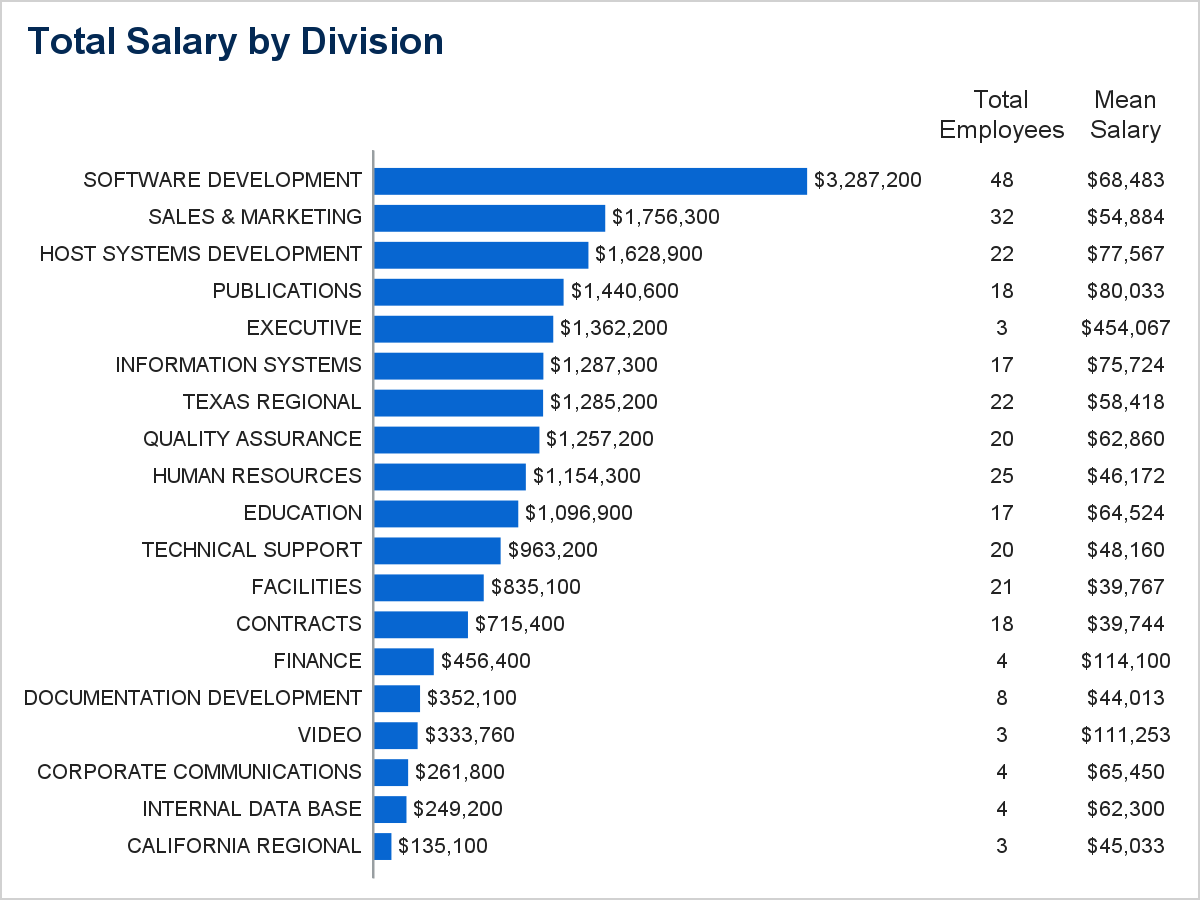 Total Salary by Division
Total Employees
Mean Salary
SOFTWARE DEVELOPMENT $3,287,200 48 $68,483
SALES & MARKETING $1,756,300 32 $54,884
HOST SYSTEMS DEVELOPMENT $1,628,900 22 $77,567
PUBLICATIONS $1,440,600 18 $80,033
EXECUTIVE $1,362,200 3 $454,067
INFORMATION SYSTEMS $1,287,300 17 $75,724
TEXAS REGIONAL $1,285,200 22 $58,418
QUALITY ASSURANCE $1,257,200 20 $62,860
HUMAN RESOURCES $1,154,300 25 $46,172
EDUCATION $1,096,900 17 $64,524
TECHNICAL SUPPORT $963,200 20 $48,160
FACILITIES $835,100 21 $39,767
CONTRACTS $715,400 18 $39,744
FINANCE $456,400 4 $114,100
DOCUMENTATION DEVELOPMENT $352,100 8 $44,013
VIDEO $333,760 3 $111,253
CORPORATE COMMUNICATIONS $261,800 4 $65,450
INTERNAL DATA BASE $249,200 4 $62,300
CALIFORNIA REGIONAL $135,100 3 $45,033